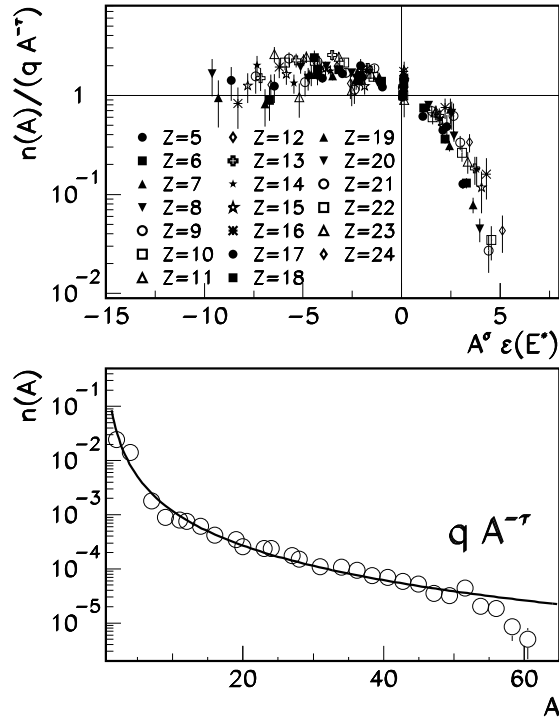 n(A)/(q A^-τ)
1
10^-1
10^-2
Z=5 Z=12 Z=19
Z=6 Z=13 Z=20
Z=7 Z=14 Z=21
Z=8 Z=15 Z=22
Z=9 Z=16 Z=23
Z=10 Z=17 Z=24
Z=11 Z=18
−15 −10 −5 0 5
A^σ ε(E*)
n(A)
10^-1
10^-2
10^-3
10^-4
10^-5
q A^-τ
20 40 60
A